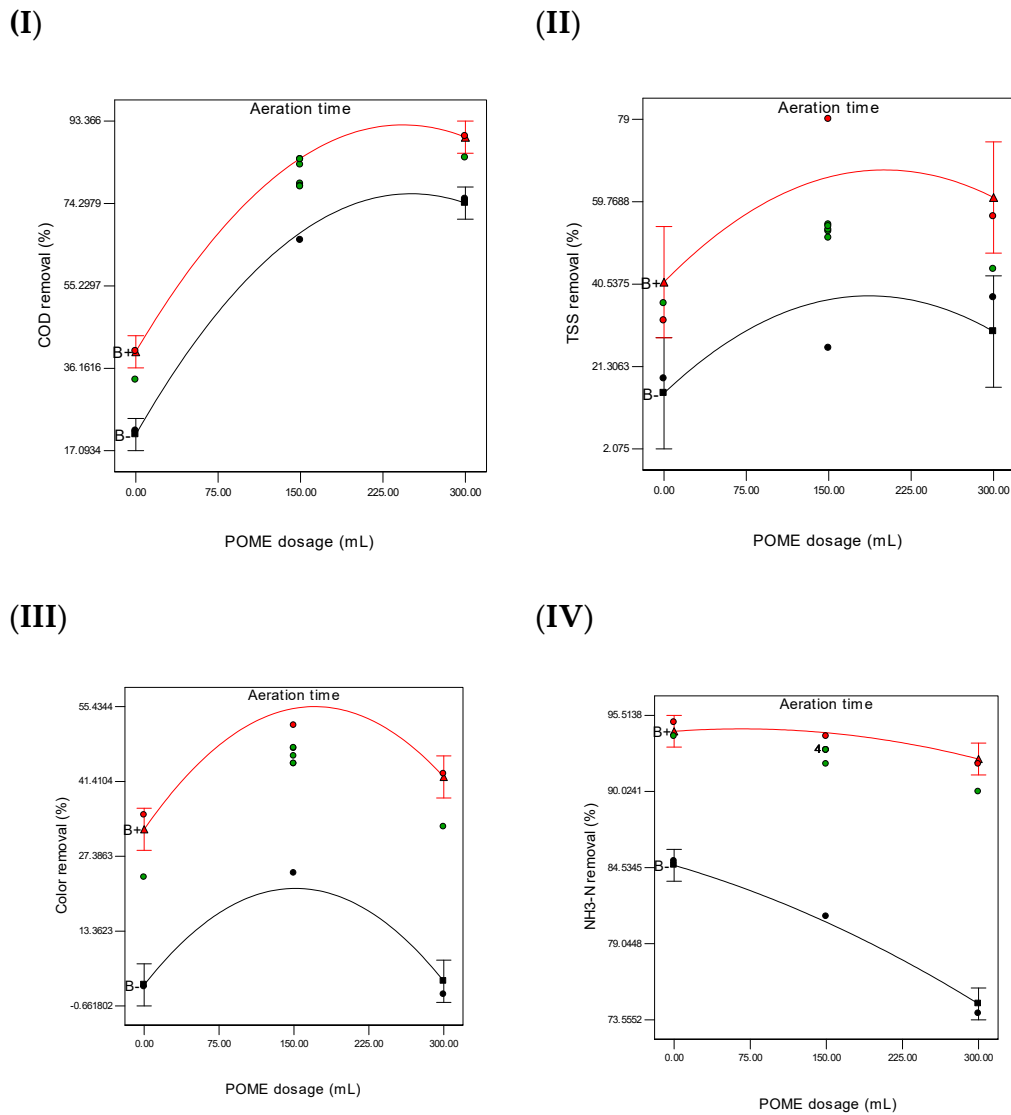 (I)
Aeration time
93.366
74.2979
55.2297
36.1616
17.0934
COD removal (%)
B+
B-
0.00 75.00 150.00 225.00 300.00
POME dosage (mL)
(II)
Aeration time
79
59.7688
40.5375
21.3063
2.075
TSS removal (%)
B+
B-
0.00 75.00 150.00 225.00 300.00
POME dosage (mL)
(III)
Aeration time
55.4344
41.4104
27.3863
13.3623
-0.661802
Color removal (%)
B+
B-
0.00 75.00 150.00 225.00 300.00
POME dosage (mL)
(IV)
Aeration time
95.5138
90.0241
84.5345
79.0448
73.5552
NH3-N removal (%)
B+
B-
4
0.00 75.00 150.00 225.00 300.00
POME dosage (mL)